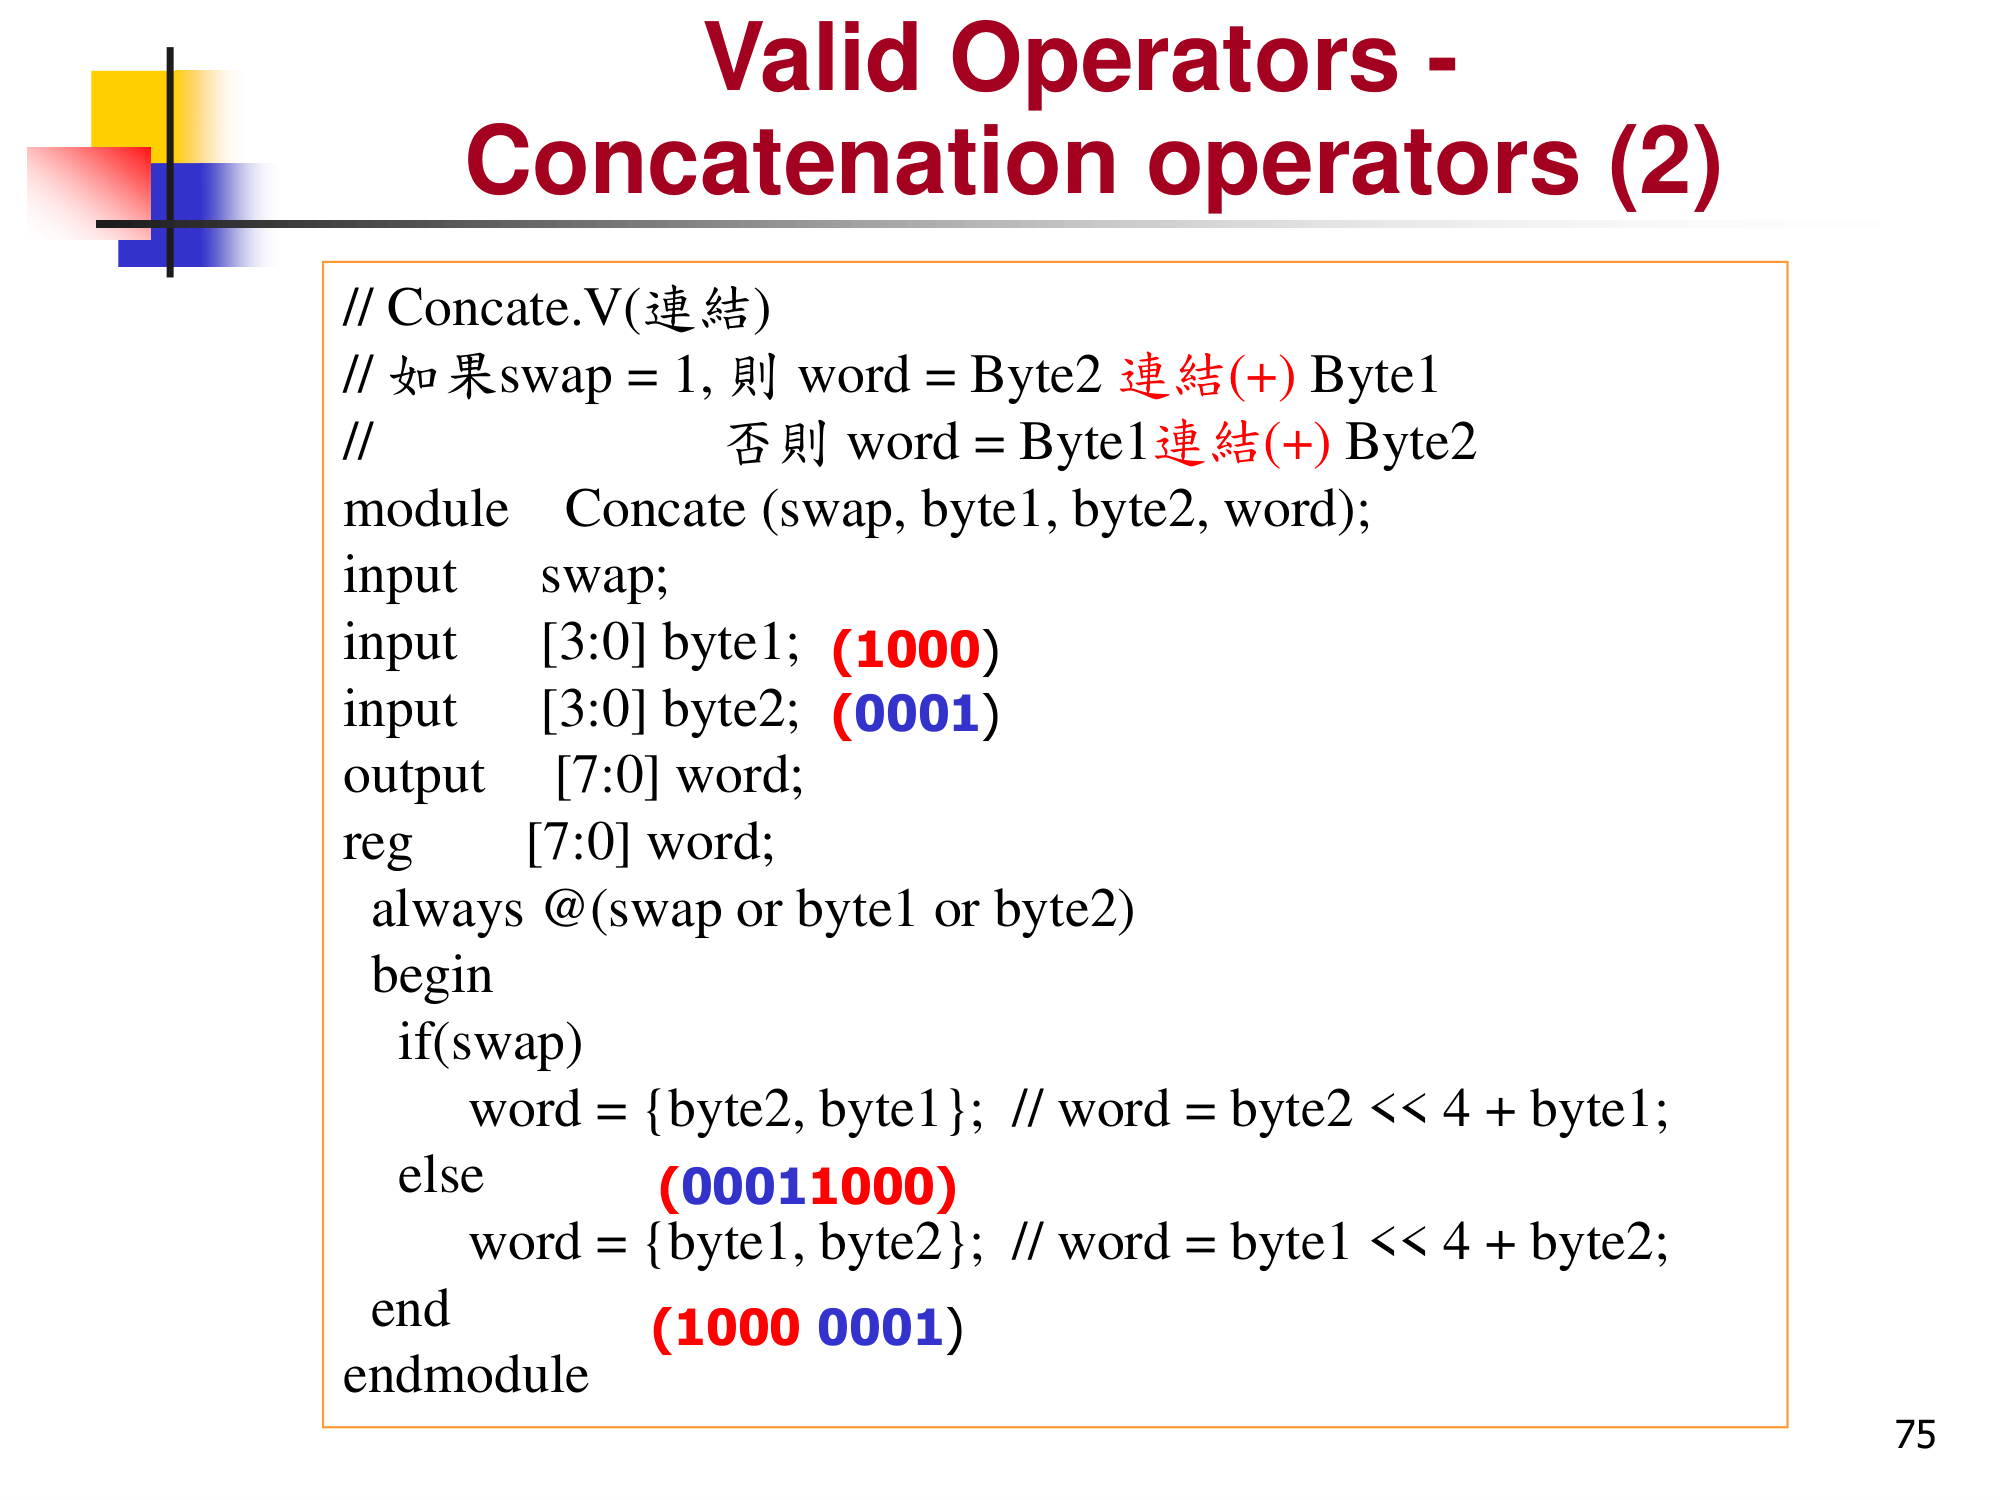 Valid Operators -
Concatenation operators (2)
// Concate.V(連結)
// 如果swap = 1, 則 word = Byte2 連結(+) Byte1
// 否則 word = Byte1連結(+) Byte2
module Concate (swap, byte1, byte2, word);
input swap;
input [3:0] byte1; (1000)
input [3:0] byte2; (0001)
output [7:0] word;
reg [7:0] word;
always @(swap or byte1 or byte2)
begin
if(swap)
word = {byte2, byte1}; // word = byte2 << 4 + byte1;
else (00011000)
word = {byte1, byte2}; // word = byte1 << 4 + byte2;
end (1000 0001)
endmodule
75